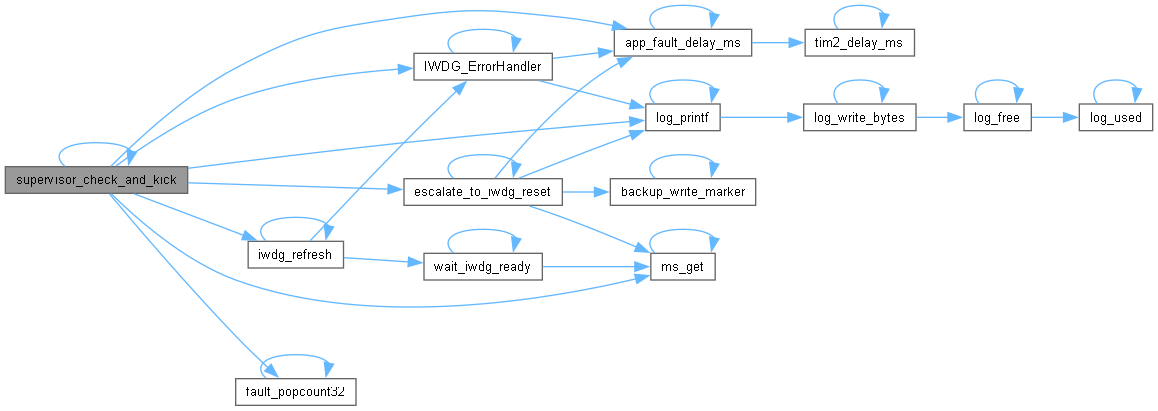 supervisor_check_and_kick
IWDG_ErrorHandler
app_fault_delay_ms
tim2_delay_ms
log_printf
log_write_bytes
log_free
log_used
escalate_to_iwdg_reset
backup_write_marker
iwdg_refresh
wait_iwdg_ready
ms_get
fault_popcount32